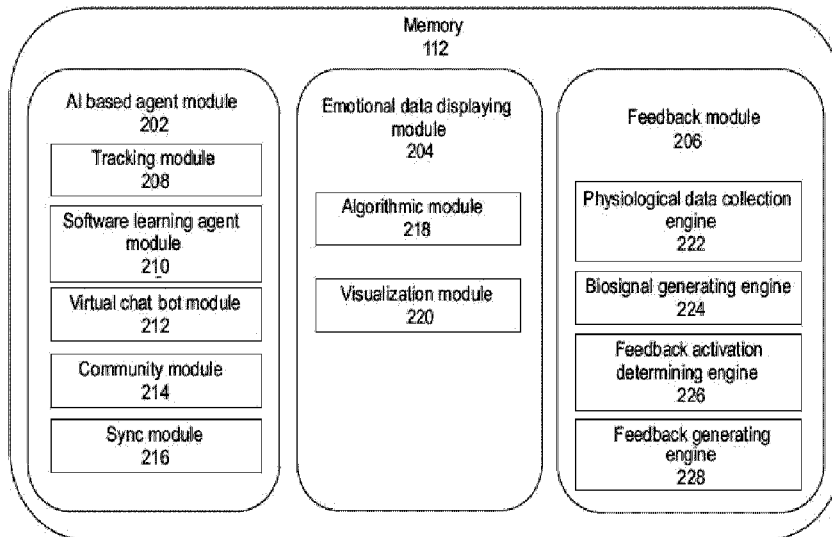 Memory
112
AI based agent module
202
Tracking module
208
Software learning agent
module
210
Virtual chat bot module
212
Community module
214
Sync module
216
Emotional data displaying
module
204
Algorithmic module
218
Visualization module
220
Feedback module
206
Physiological data collection
engine
222
Biosignal generating engine
224
Feedback activation
determining engine
226
Feedback generating
engine
228